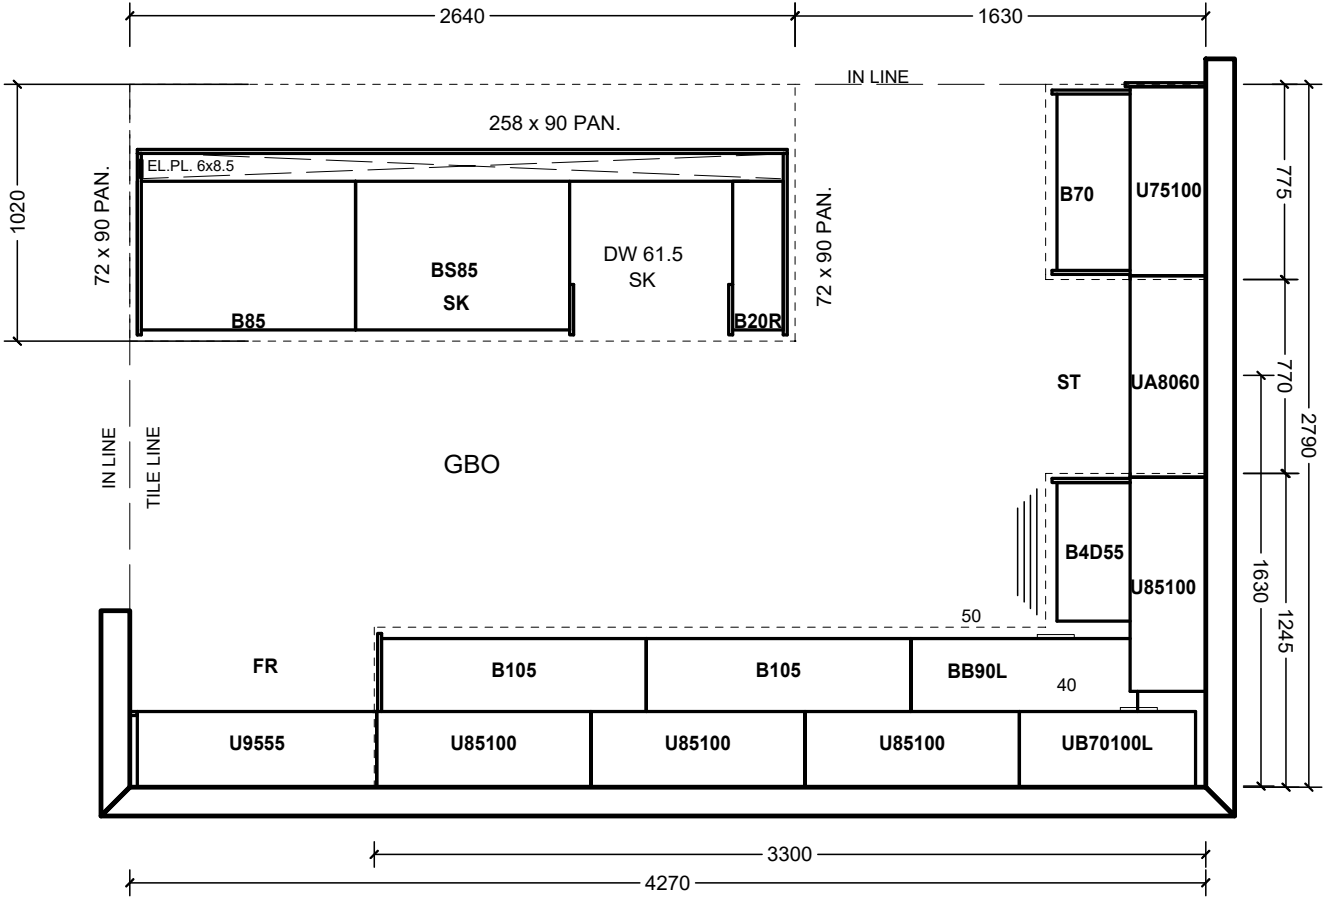 2640
1630
IN LINE
258 x 90 PAN.
EL.PL. 6x8.5
1020
72 x 90 PAN.
72 x 90 PAN.
B70
U75100
775
DW 61.5
SK
BS85
SK
B85
B20R
ST
UA8060
770
2790
IN LINE
TILE LINE
GBO
B4D55
U85100
1630
1245
50
FR
B105
B105
BB90L
40
U9555
U85100
U85100
U85100
UB70100L
3300
4270